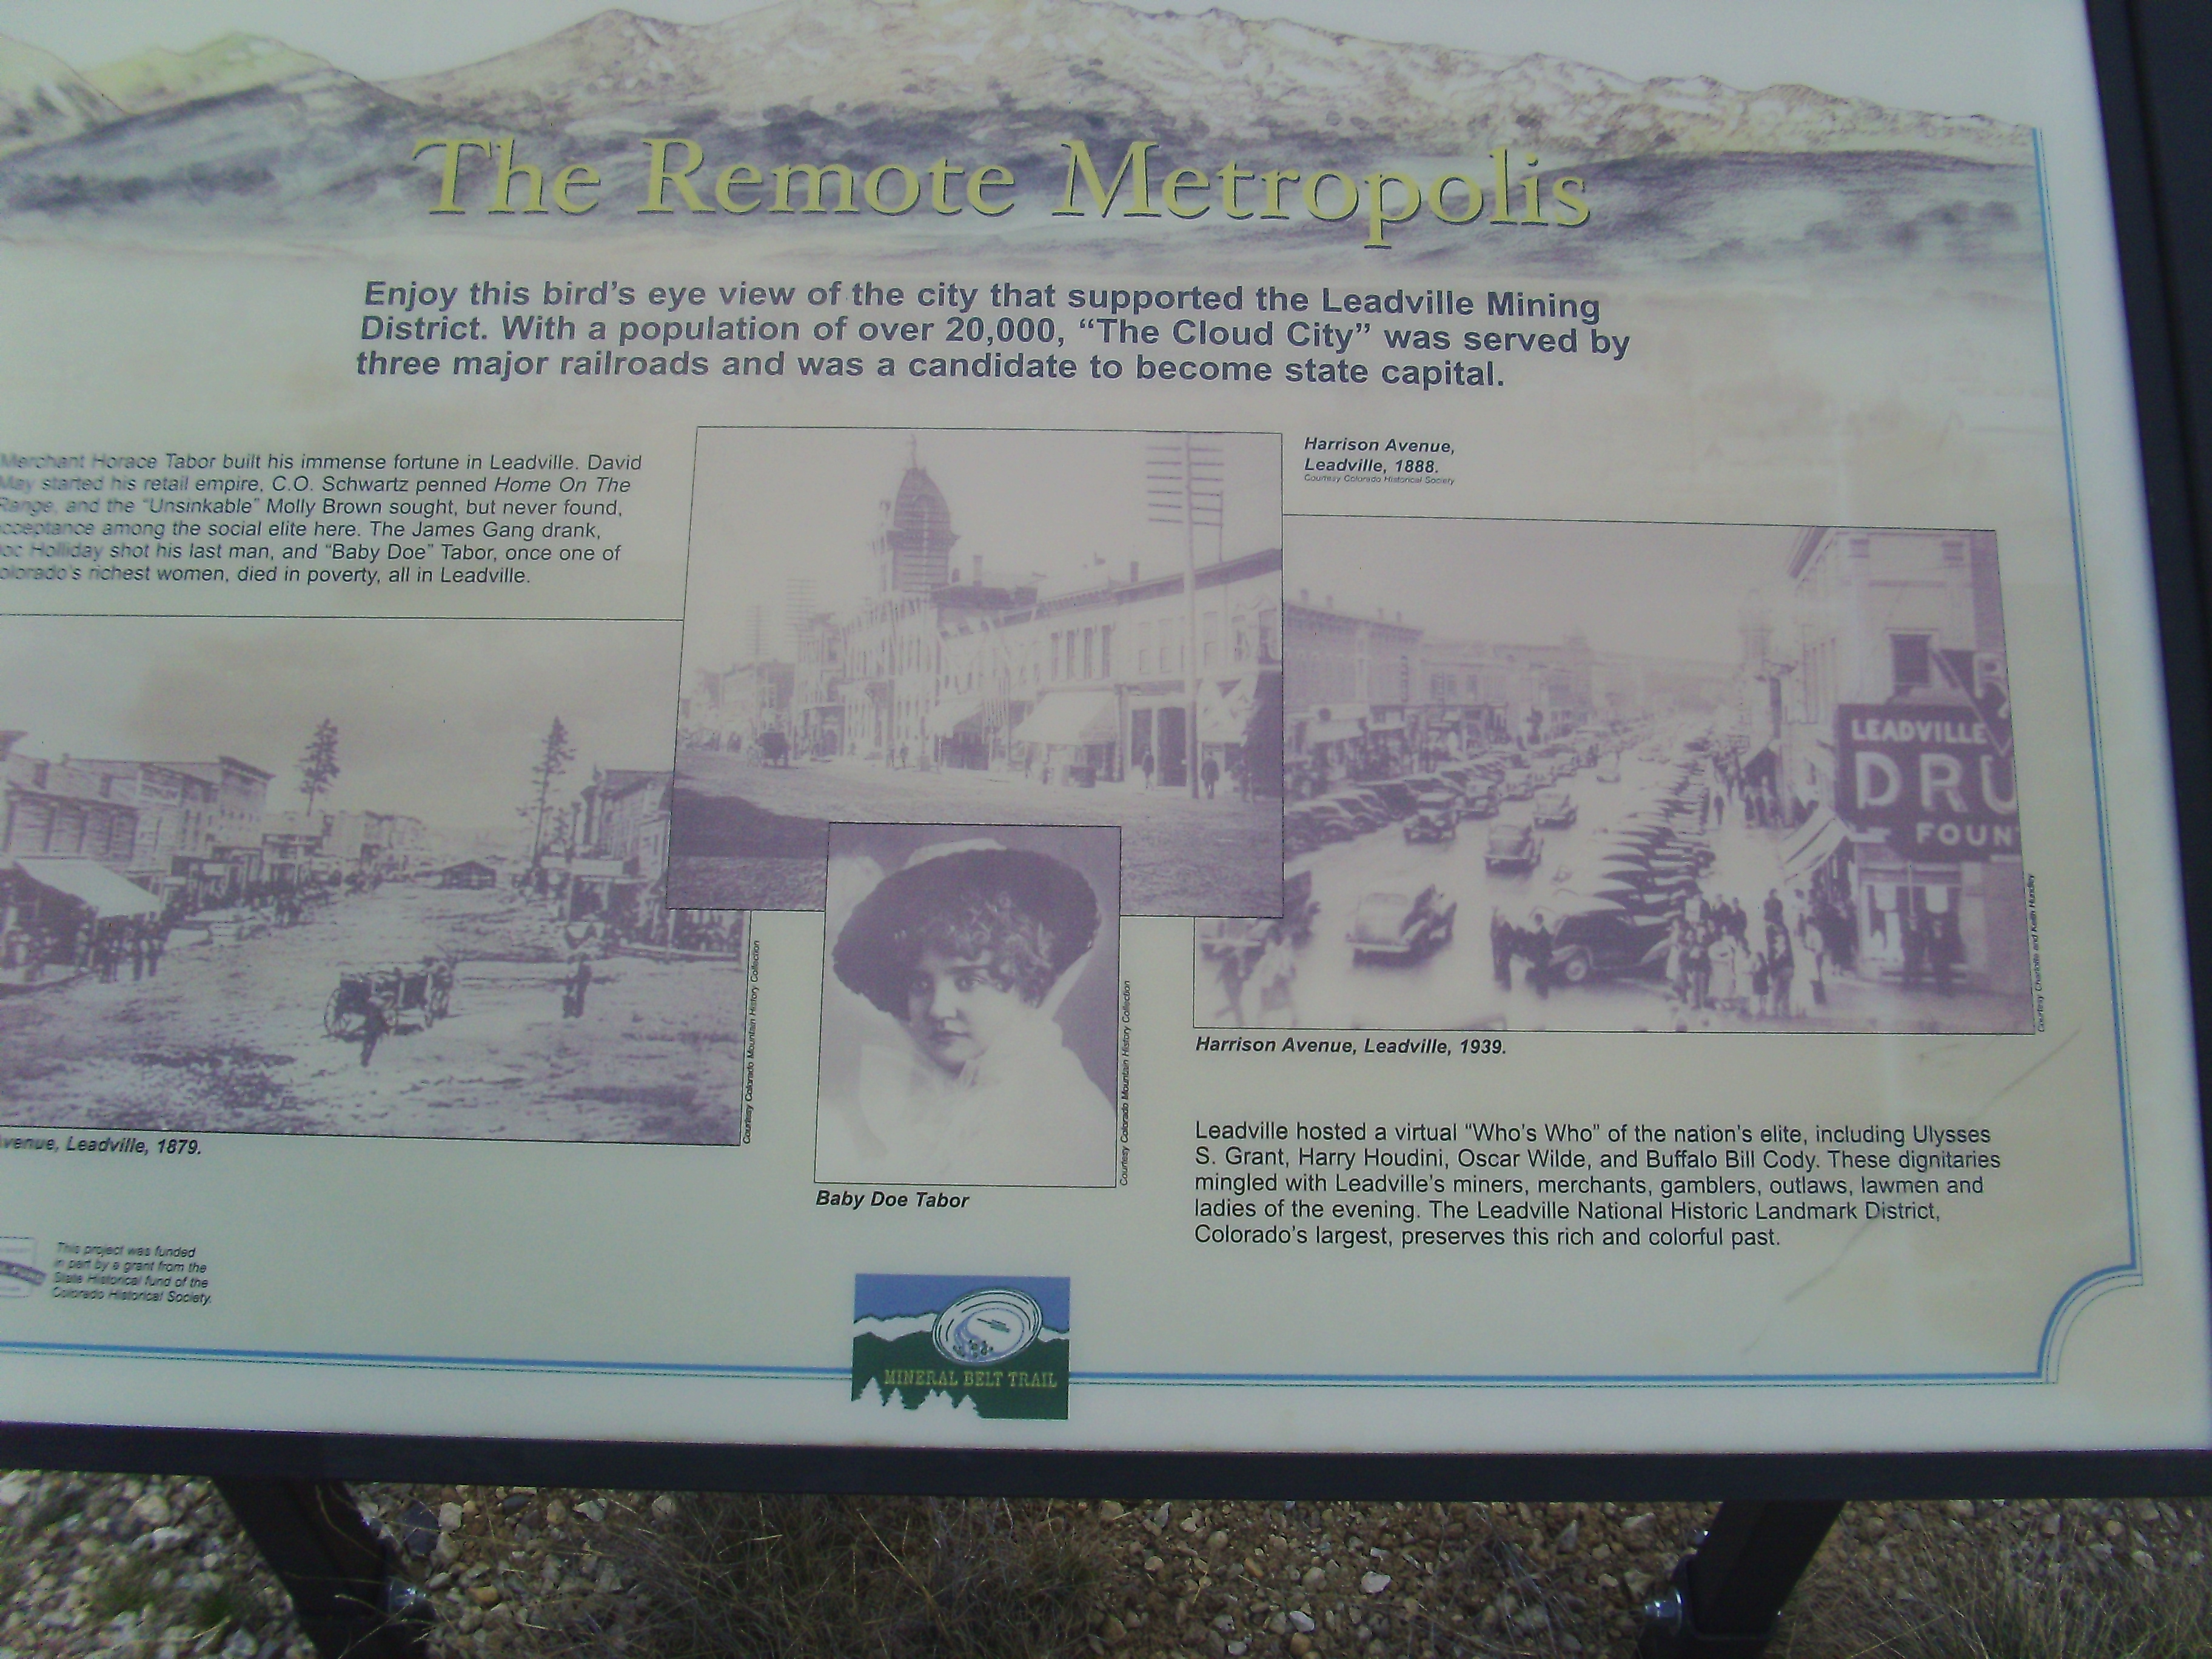 The Remote Metropolis
Enjoy this bird's eye view of the city that supported the Leadville Mining
District. With a population of over 20,000, “The Cloud City” was served by
three major railroads and was a candidate to become state capital.
Merchant Horace Tabor built his immense fortune in Leadville. David
May started his retail empire, C.O. Schwartz penned Home On The
Range, and the “Unsinkable” Molly Brown sought, but never found,
cceptance among the social elite here. The James Gang drank,
oc Holliday shot his last man, and “Baby Doe” Tabor, once one of
olorado's richest women, died in poverty, all in Leadville.
Harrison Avenue,
Leadville, 1888.
Courtesy Colorado Historical Society
LEADVILLE
DRU
FOUN
Courtesy Colorado Mountain History Collection
Courtesy Colorado Mountain History Collection
Courtesy Charlotte and Keith Hundley
venue, Leadville, 1879.
Baby Doe Tabor
Harrison Avenue, Leadville, 1939.
Leadville hosted a virtual “Who's Who” of the nation's elite, including Ulysses
S. Grant, Harry Houdini, Oscar Wilde, and Buffalo Bill Cody. These dignitaries
mingled with Leadville's miners, merchants, gamblers, outlaws, lawmen and
ladies of the evening. The Leadville National Historic Landmark District,
Colorado's largest, preserves this rich and colorful past.
This project was funded
in part by a grant from the
State Historical fund of the
Colorado Historical Society.
MINERAL BELT TRAIL